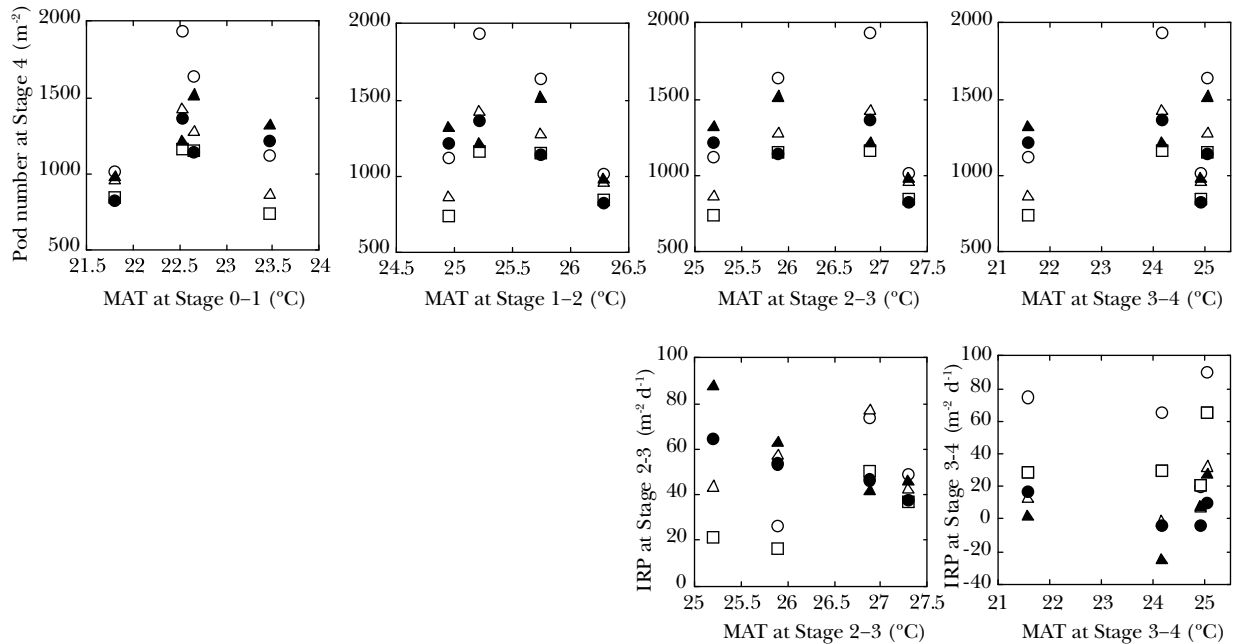 Pod number at Stage 4 (m⁻²)
2000
1500
1000
500
21.5 22 22.5 23 23.5 24
MAT at Stage 0–1 (ºC)
2000
1500
1000
500
24.5 25 25.5 26 26.5
MAT at Stage 1–2 (ºC)
2000
1500
1000
500
25 25.5 26 26.5 27 27.5
MAT at Stage 2–3 (ºC)
2000
1500
1000
500
21 22 23 24 25
MAT at Stage 3–4 (ºC)
IRP at Stage 2-3 (m⁻² d⁻¹)
100
80
60
40
20
0
25 25.5 26 26.5 27 27.5
MAT at Stage 2–3 (ºC)
IRP at Stage 3-4 (m⁻² d⁻¹)
100
80
60
40
20
0
-20
-40
21 22 23 24 25
MAT at Stage 3–4 (ºC)